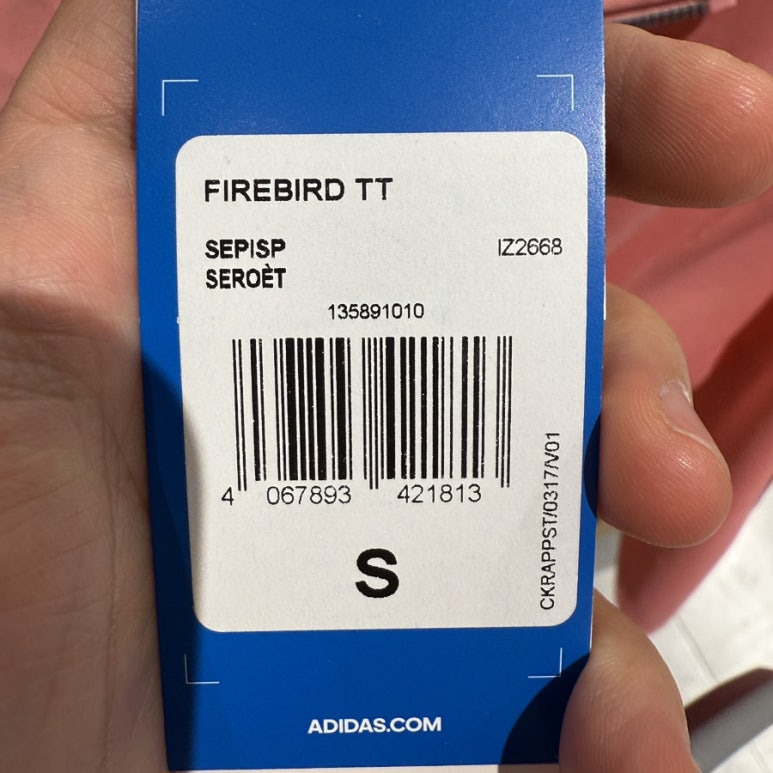 FIREBIRD TT
SEPISP IZ2668
SEROÈT
135891010
4 067893 421813
S
CKRAPPST/0317/V01
ADIDAS.COM